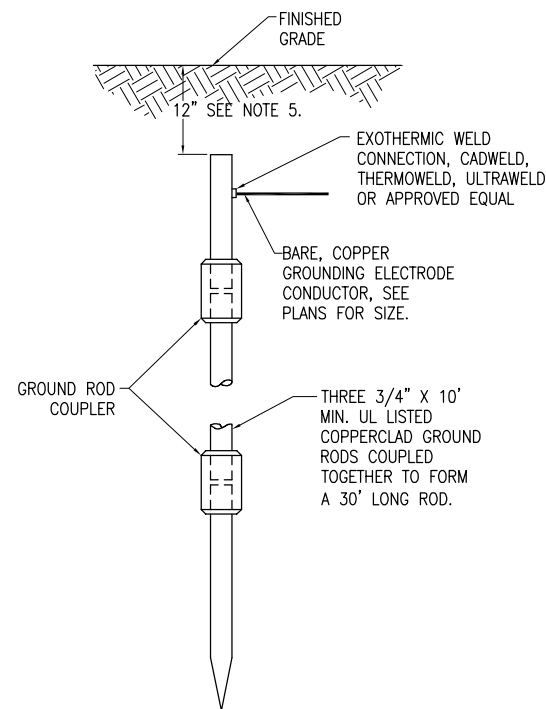 FINISHED
GRADE
12" SEE NOTE 5.
EXOTHERMIC WELD
CONNECTION, CADWELD,
THERMOWELD, ULTRAWELD
OR APPROVED EQUAL
BARE, COPPER
GROUNDING ELECTRODE
CONDUCTOR, SEE
PLANS FOR SIZE.
GROUND ROD
COUPLER
THREE 3/4" X 10'
MIN. UL LISTED
COPPERCLAD GROUND
RODS COUPLED
TOGETHER TO FORM
A 30' LONG ROD.